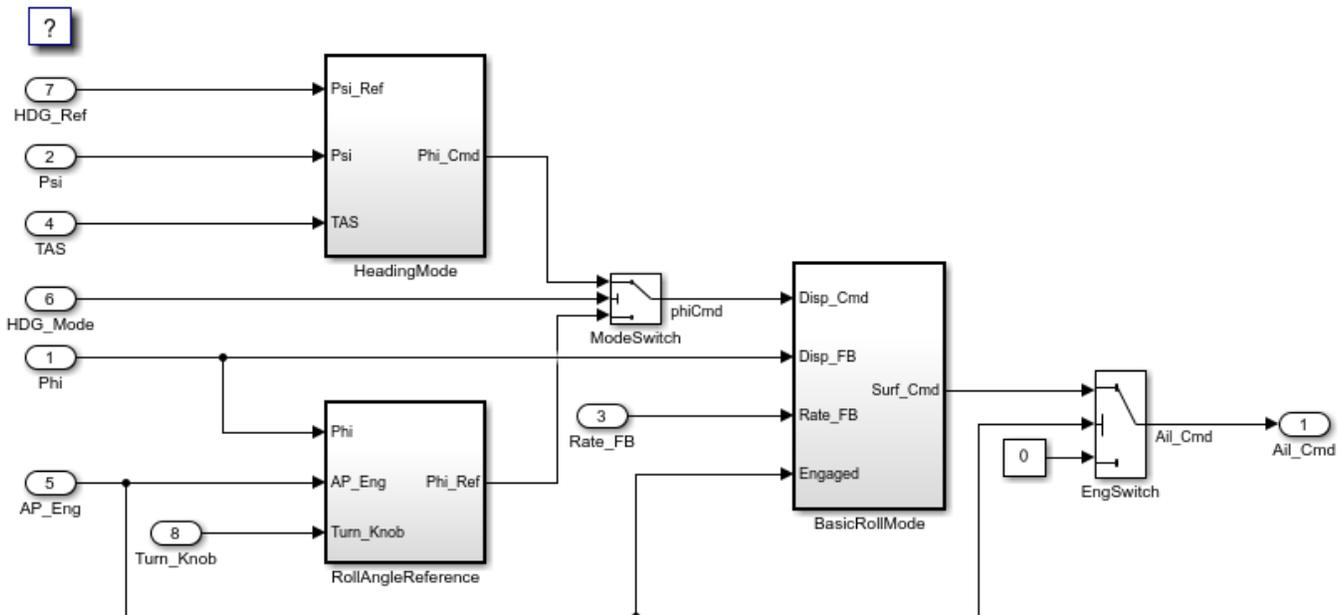 ?
7
HDG_Ref
2
Psi
4
TAS
Psi_Ref
Psi
Phi_Cmd
TAS
HeadingMode
6
HDG_Mode
phiCmd
ModeSwitch
1
Phi
Phi
AP_Eng
Phi_Ref
Turn_Knob
RollAngleReference
5
AP_Eng
8
Turn_Knob
3
Rate_FB
Disp_Cmd
Disp_FB
Surf_Cmd
Rate_FB
Engaged
BasicRollMode
0
Ail_Cmd
EngSwitch
1
Ail_Cmd